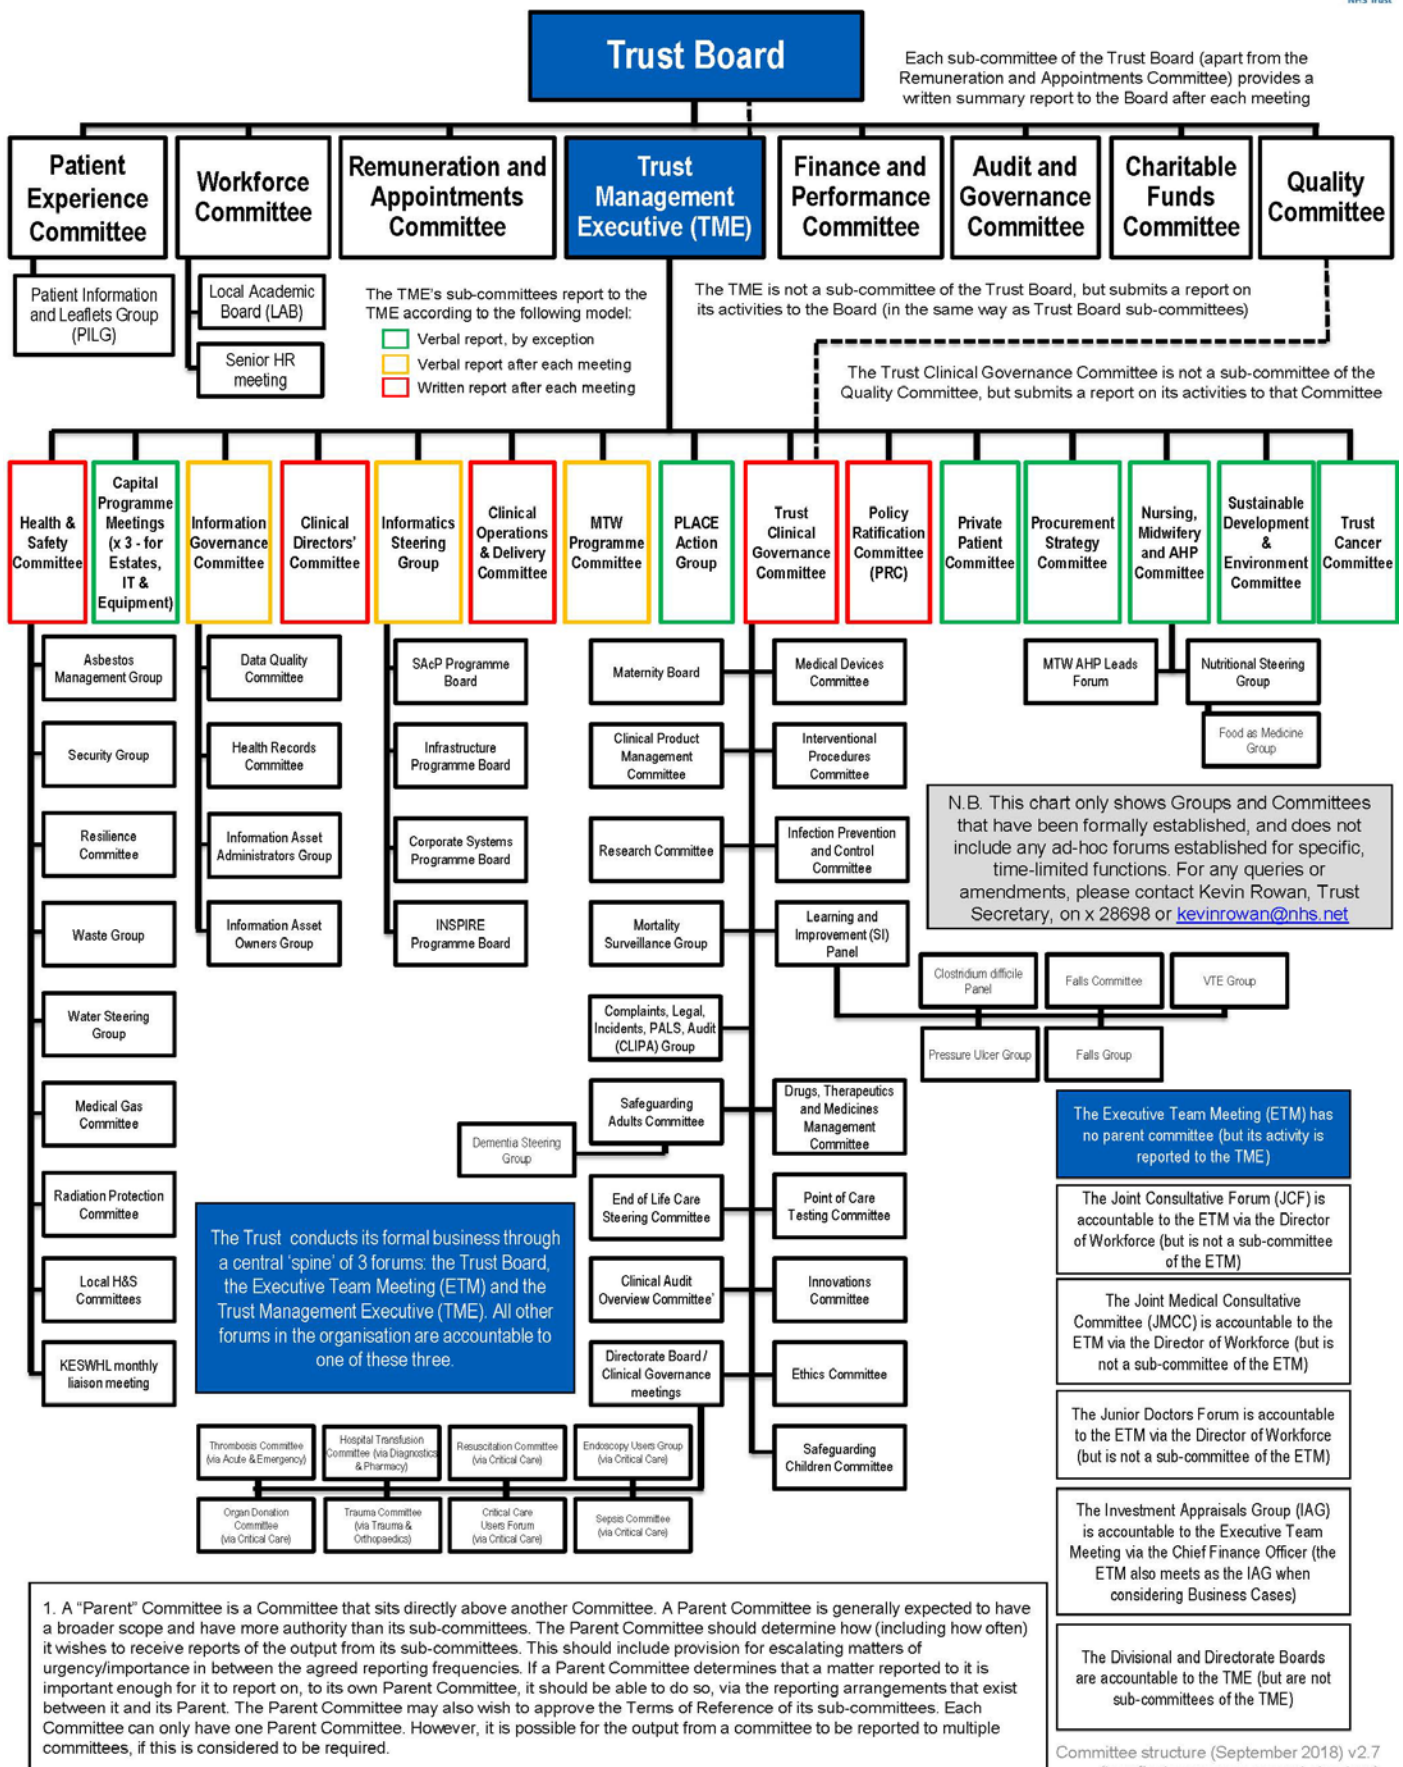 NHS Trust
Trust Board
Each sub-committee of the Trust Board (apart from the
Remuneration and Appointments Committee) provides a
written summary report to the Board after each meeting
Patient
Experience
Committee
Workforce
Committee
Remuneration and
Appointments
Committee
Trust
Management
Executive (TME)
Finance and
Performance
Committee
Audit and
Governance
Committee
Charitable
Funds
Committee
Quality
Committee
Patient Information
and Leaflets Group
(PILG)
Local Academic
Board (LAB)
Senior HR
meeting
The TME's sub-committees report to the
TME according to the following model:
Verbal report, by exception
Verbal report after each meeting
Written report after each meeting
The TME is not a sub-committee of the Trust Board, but submits a report on
its activities to the Board (in the same way as Trust Board sub-committees)
The Trust Clinical Governance Committee is not a sub-committee of the
Quality Committee, but submits a report on its activities to that Committee
Health &
Safety
Committee
Capital
Programme
Meetings
(x 3 - for
Estates,
IT &
Equipment)
Information
Governance
Committee
Clinical
Directors'
Committee
Informatics
Steering
Group
Clinical
Operations
& Delivery
Committee
MTW
Programme
Committee
PLACE
Action
Group
Trust
Clinical
Governance
Committee
Policy
Ratification
Committee
(PRC)
Private
Patient
Committee
Procurement
Strategy
Committee
Nursing,
Midwifery
and AHP
Committee
Sustainable
Development
&
Environment
Committee
Trust
Cancer
Committee
Asbestos
Management Group
Security Group
Resilience
Committee
Waste Group
Water Steering
Group
Medical Gas
Committee
Radiation Protection
Committee
Local H&S
Committees
KESWHL monthly
liaison meeting
Data Quality
Committee
Health Records
Committee
Information Asset
Administrators Group
Information Asset
Owners Group
SAcP Programme
Board
Infrastructure
Programme Board
Corporate Systems
Programme Board
INSPIRE
Programme Board
Maternity Board
Clinical Product
Management
Committee
Research Committee
Mortality
Surveillance Group
Complaints, Legal,
Incidents, PALS, Audit
(CLIPA) Group
Safeguarding
Adults Committee
Dementia Steering
Group
End of Life Care
Steering Committee
Clinical Audit
Overview Committee'
Directorate Board /
Clinical Governance
meetings
Medical Devices
Committee
Interventional
Procedures
Committee
Infection Prevention
and Control
Committee
Learning and
Improvement (SI)
Panel
Drugs, Therapeutics
and Medicines
Management
Committee
Point of Care
Testing Committee
Innovations
Committee
Ethics Committee
Safeguarding
Children Committee
MTW AHP Leads
Forum
Nutritional Steering
Group
Food as Medicine
Group
N.B. This chart only shows Groups and Committees
that have been formally established, and does not
include any ad-hoc forums established for specific,
time-limited functions. For any queries or
amendments, please contact Kevin Rowan, Trust
Secretary, on x 28698 or kevinrowan@nhs.net
Clostridium difficile
Panel
Falls Committee
VTE Group
Pressure Ulcer Group
Falls Group
The Trust conducts its formal business through
a central 'spine' of 3 forums: the Trust Board,
the Executive Team Meeting (ETM) and the
Trust Management Executive (TME). All other
forums in the organisation are accountable to
one of these three.
Thrombosis Committee
(via Acute & Emergency)
Hospital Transfusion
Committee (via Diagnostics
& Pharmacy)
Resuscitation Committee
(via Critical Care)
Endoscopy Users Group
(via Critical Care)
Organ Donation
Committee
(via Critical Care)
Trauma Committee
(via Trauma &
Orthopaedics)
Critical Care
Users Forum
(via Critical Care)
Sepsis Committee
(via Critical Care)
The Executive Team Meeting (ETM) has
no parent committee (but its activity is
reported to the TME)
The Joint Consultative Forum (JCF) is
accountable to the ETM via the Director
of Workforce (but is not a sub-committee
of the ETM)
The Joint Medical Consultative
Committee (JMCC) is accountable to the
ETM via the Director of Workforce (but is
not a sub-committee of the ETM)
The Junior Doctors Forum is accountable
to the ETM via the Director of Workforce
(but is not a sub-committee of the ETM)
The Investment Appraisals Group (IAG)
is accountable to the Executive Team
Meeting via the Chief Finance Officer (the
ETM also meets as the IAG when
considering Business Cases)
The Divisional and Directorate Boards
are accountable to the TME (but are not
sub-committees of the TME)
1. A "Parent" Committee is a Committee that sits directly above another Committee. A Parent Committee is generally expected to have
a broader scope and have more authority than its sub-committees. The Parent Committee should determine how (including how often)
it wishes to receive reports of the output from its sub-committees. This should include provision for escalating matters of
urgency/importance in between the agreed reporting frequencies. If a Parent Committee determines that a matter reported to it is
important enough for it to report on, to its own Parent Committee, it should be able to do so, via the reporting arrangements that exist
between it and its Parent. The Parent Committee may also wish to approve the Terms of Reference of its sub-committees. Each
Committee can only have one Parent Committee. However, it is possible for the output from a committee to be reported to multiple
committees, if this is considered to be required.
Committee structure (September 2018) v2.7